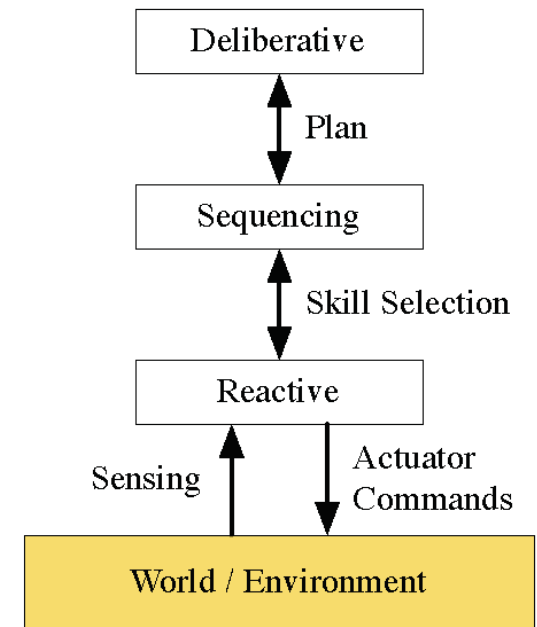 Deliberative
Plan
Sequencing
Skill Selection
Reactive
Sensing
Actuator
Commands
World / Environment